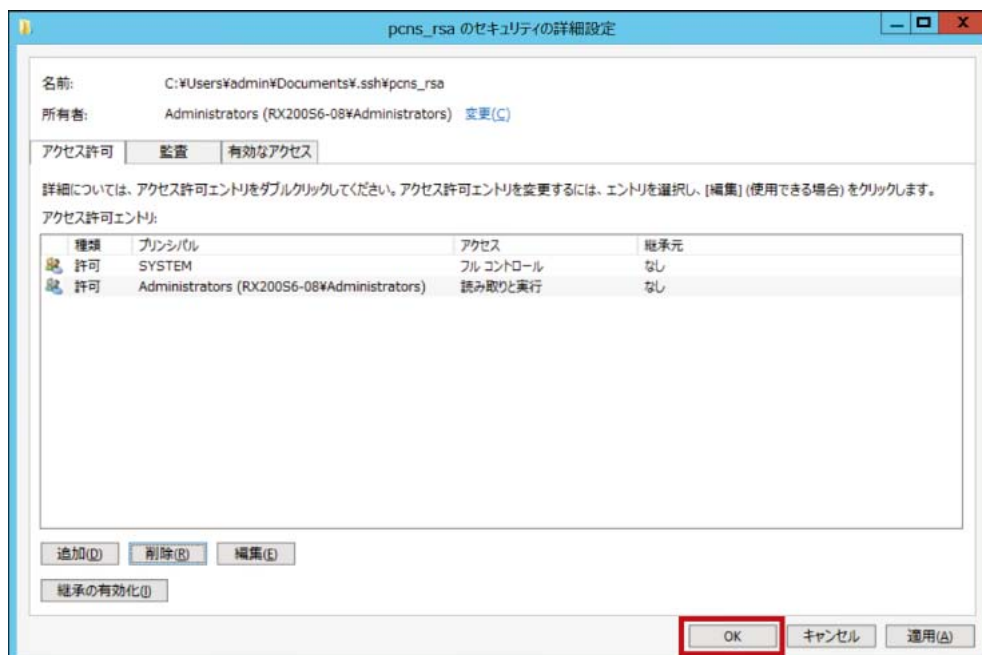 pcns_rsa のセキュリティの詳細設定
名前: C:¥Users¥admin¥Documents¥.ssh¥pcns_rsa
所有者: Administrators (RX200S6-08¥Administrators) 変更(C)
アクセス許可 監査 有効なアクセス
詳細については、アクセス許可エントリをダブルクリックしてください。アクセス許可エントリを変更するには、エントリを選択し、[編集] (使用できる場合) をクリックします。
アクセス許可エントリ:
種類 プリンシパル アクセス 継承元
許可 SYSTEM フル コントロール なし
許可 Administrators (RX200S6-08¥Administrators) 読み取りと実行 なし
追加(D) 削除(R) 編集(E)
継承の有効化(I)
OK キャンセル 適用(A)